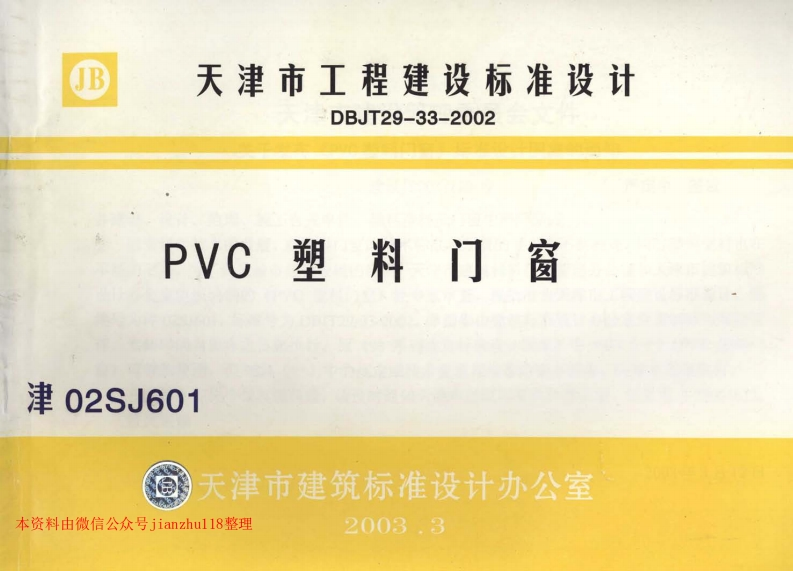 JB
天津市工程建设标准设计
DBJT29-33-2002
PVC 塑料门窗
津 02SJ601
天津市建筑标准设计办公室
本资料由微信公众号jianzhu118整理
2003.3